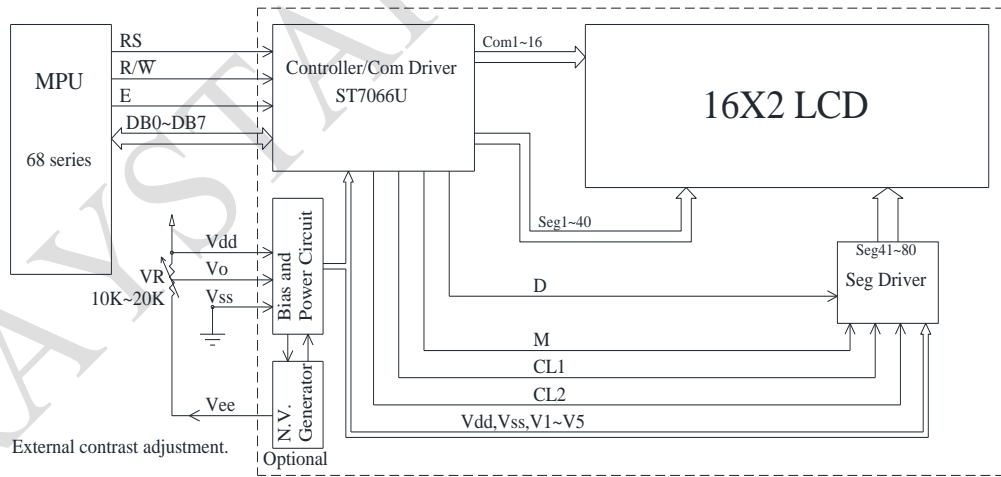 RS
R/W̅
E
DB0~DB7
MPU
68 series
Controller/Com Driver
ST7066U
Com1~16
16X2 LCD
Seg1~40
Seg41~80
Seg Driver
D
M
CL1
CL2
Vdd,Vss,V1~V5
Vdd
Vo
Vss
VR
10K~20K
Bias and
Power Circuit
N.V.
Generator
Optional
Vee
External contrast adjustment.